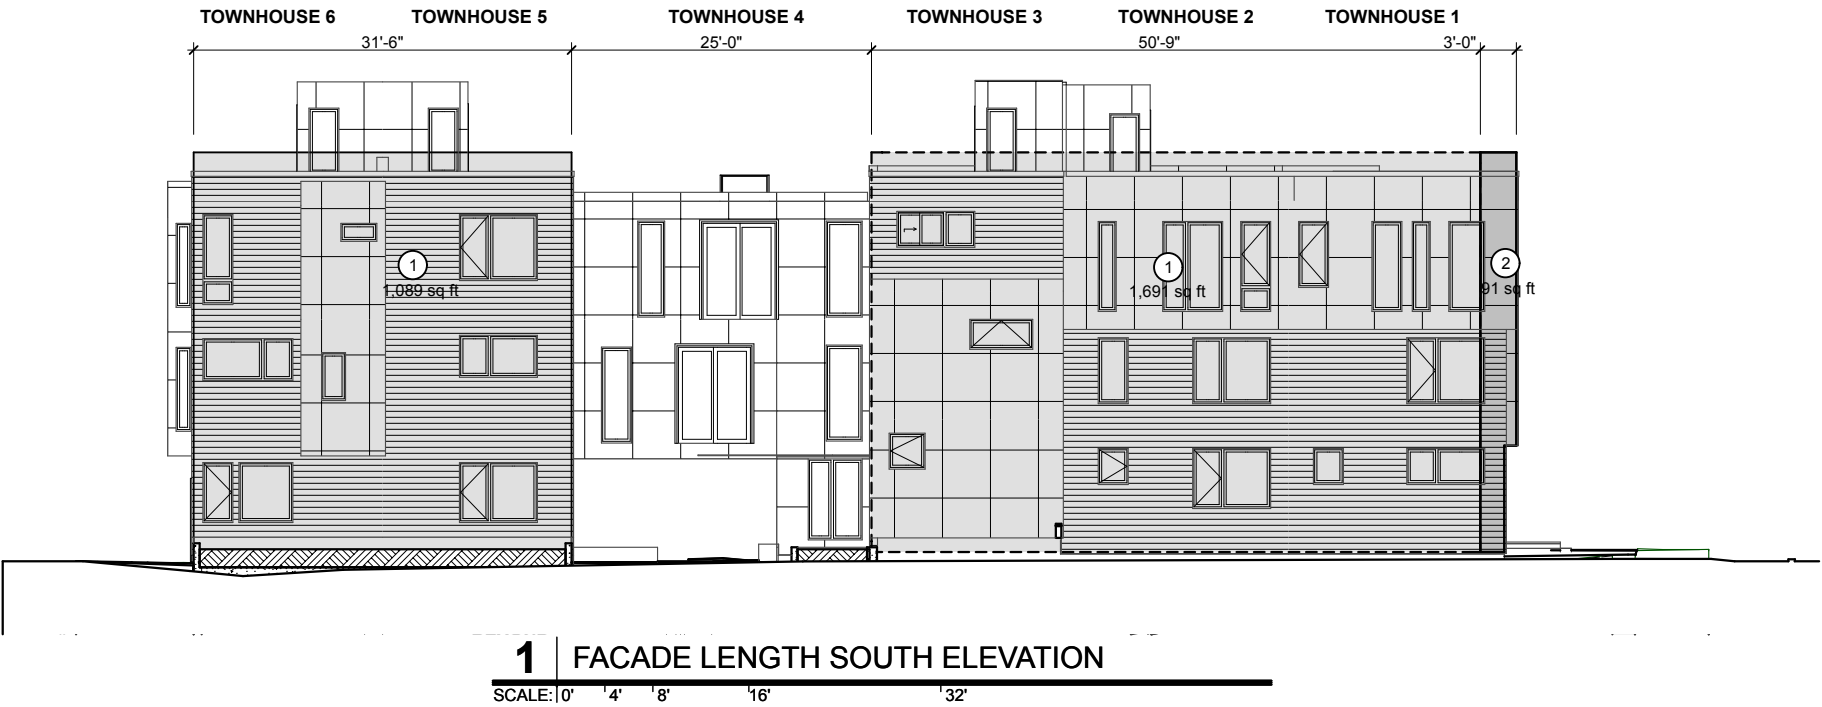 TOWNHOUSE 6 TOWNHOUSE 5 TOWNHOUSE 4 TOWNHOUSE 3 TOWNHOUSE 2 TOWNHOUSE 1
31'-6" 25'-0" 50'-9" 3'-0"
1 1 2
1,089 sq ft 1,691 sq ft 91 sq ft
1 FACADE LENGTH SOUTH ELEVATION
SCALE: 0' 4' 8' 16' 32'